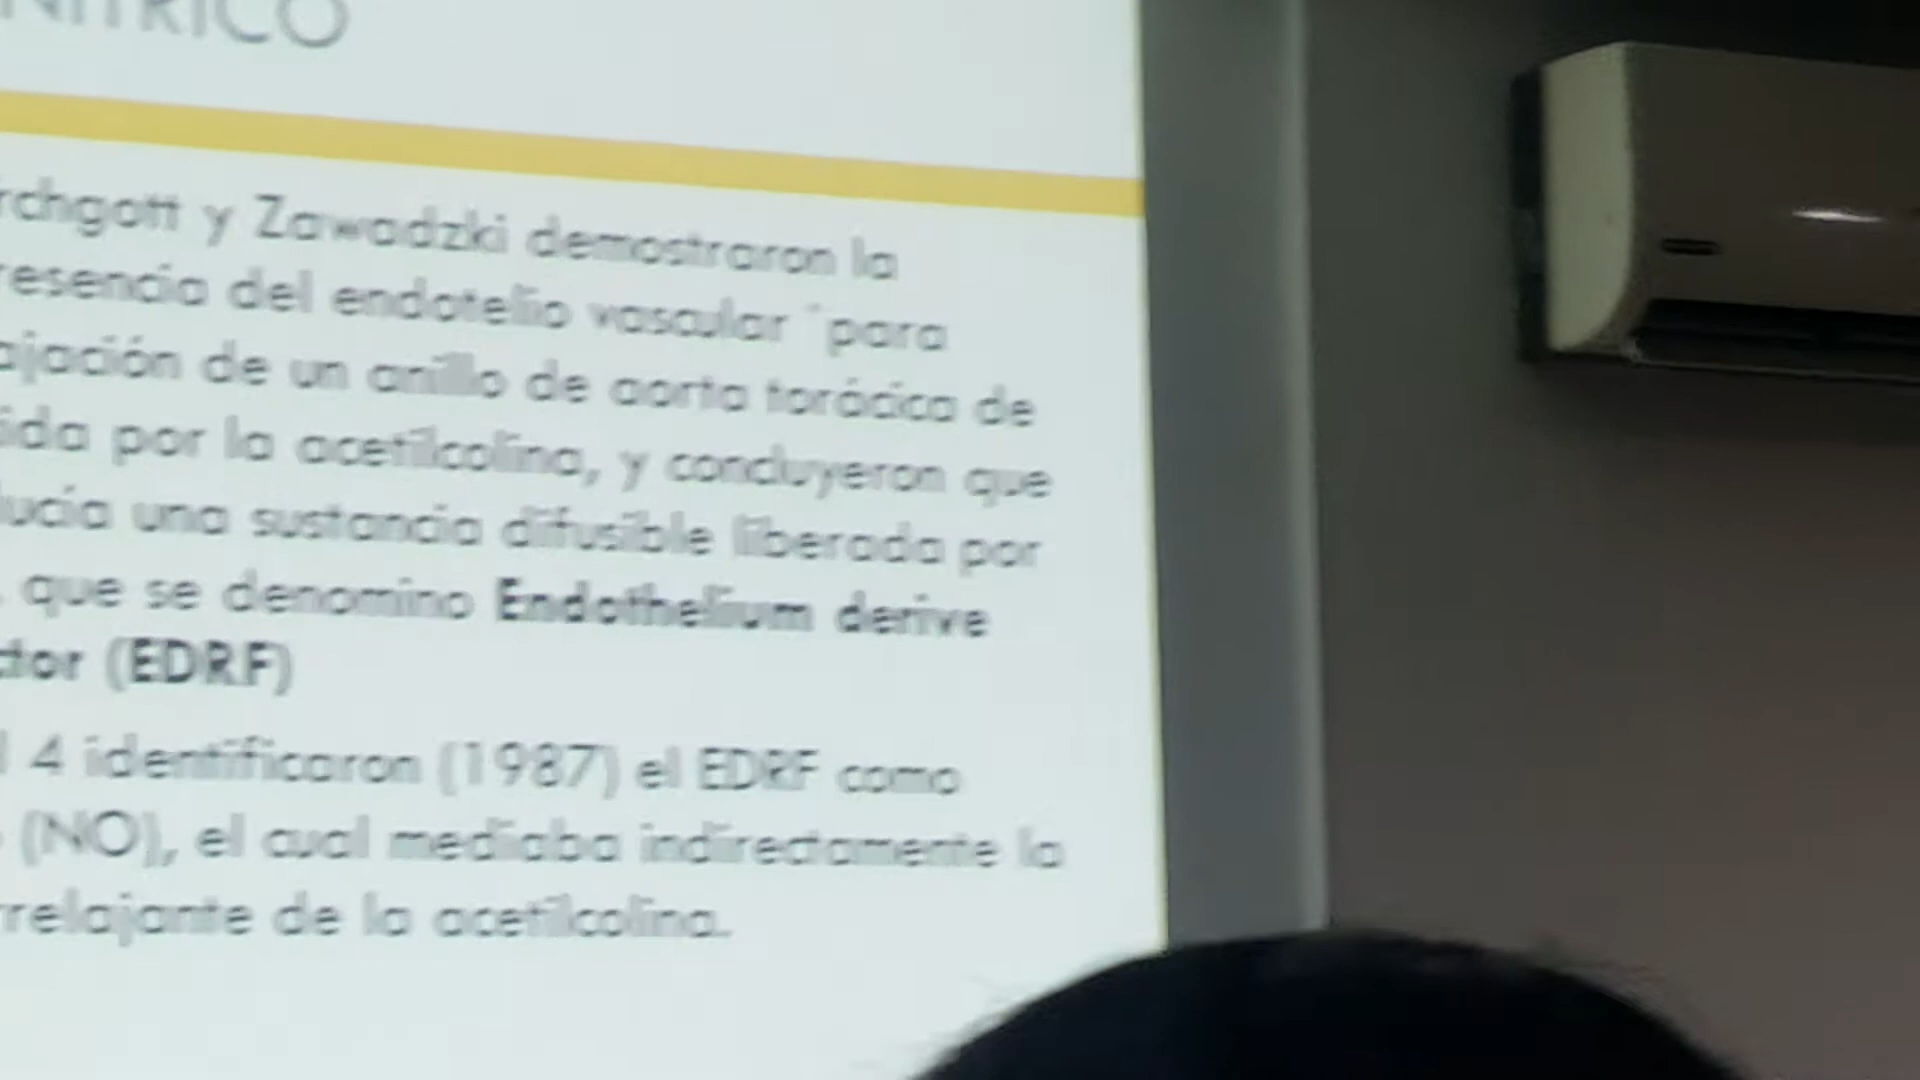 NITRICO
rchgott y Zawadzki demostraron la
resencia del endotelio vascular ¨para
ajación de un anillo de aorta torácica de
ida por la acetilcolina, y concluyeron que
lucía una sustancia difusible liberada por
. que se denomino Endothelium derive
ctor (EDRF)
l 4 identificaron (1987) el EDRF como
(NO), el cual mediaba indirectamente la
rrelajante de la acetilcolina.